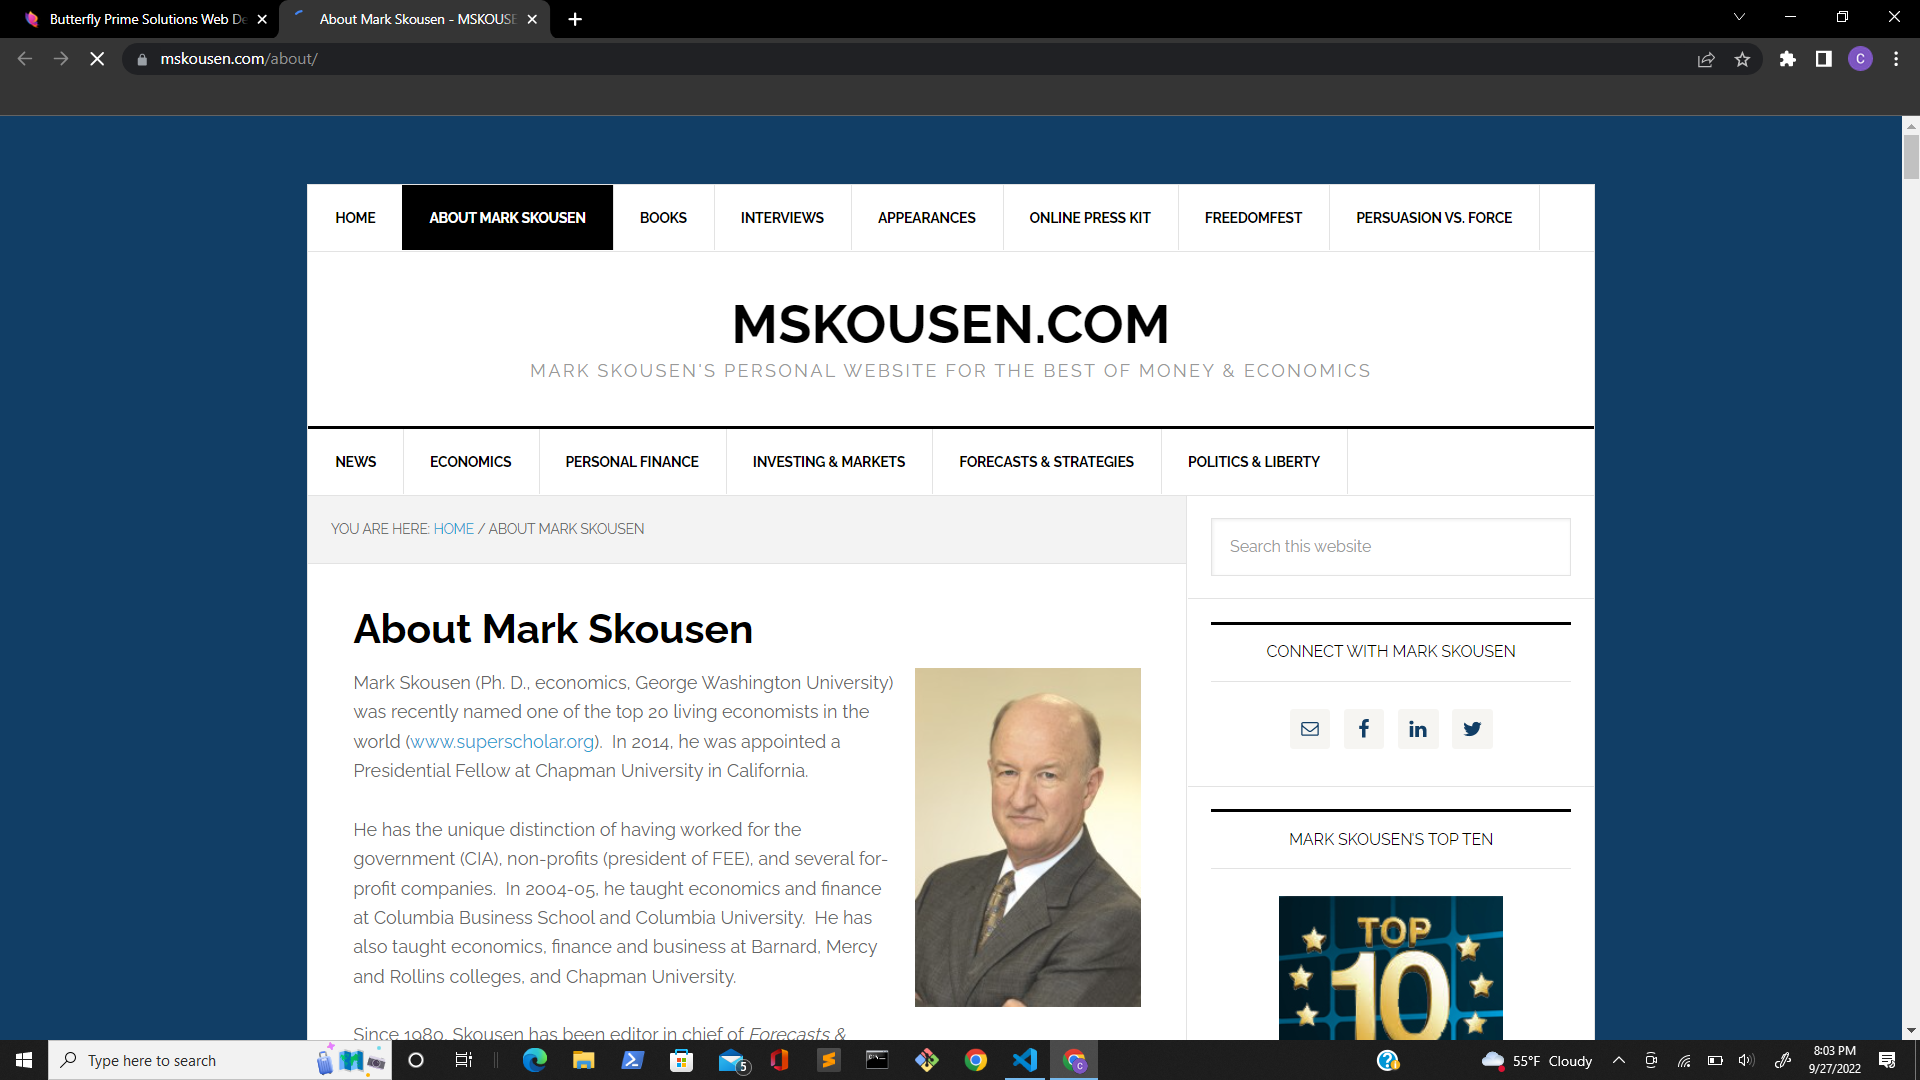 Butterfly Prime Solutions Web De
About Mark Skousen - MSKOUSE
mskousen.com/about/
C
HOME
ABOUT MARK SKOUSEN
BOOKS
INTERVIEWS
APPEARANCES
ONLINE PRESS KIT
FREEDOMFEST
PERSUASION VS. FORCE
MSKOUSEN.COM
MARK SKOUSEN'S PERSONAL WEBSITE FOR THE BEST OF MONEY & ECONOMICS
NEWS
ECONOMICS
PERSONAL FINANCE
INVESTING & MARKETS
FORECASTS & STRATEGIES
POLITICS & LIBERTY
YOU ARE HERE: HOME / ABOUT MARK SKOUSEN
About Mark Skousen
Mark Skousen (Ph. D., economics, George Washington University)
was recently named one of the top 20 living economists in the
world (www.superscholar.org).  In 2014, he was appointed a
Presidential Fellow at Chapman University in California.
He has the unique distinction of having worked for the
government (CIA), non-profits (president of FEE), and several for-
profit companies.  In 2004-05, he taught economics and finance
at Columbia Business School and Columbia University.  He has
also taught economics, finance and business at Barnard, Mercy
and Rollins colleges, and Chapman University.
Since 1980, Skousen has been editor in chief of Forecasts &
Search this website
CONNECT WITH MARK SKOUSEN
MARK SKOUSEN'S TOP TEN
TOP
10
Type here to search
5
C
55°F Cloudy
8:03 PM
9/27/2022